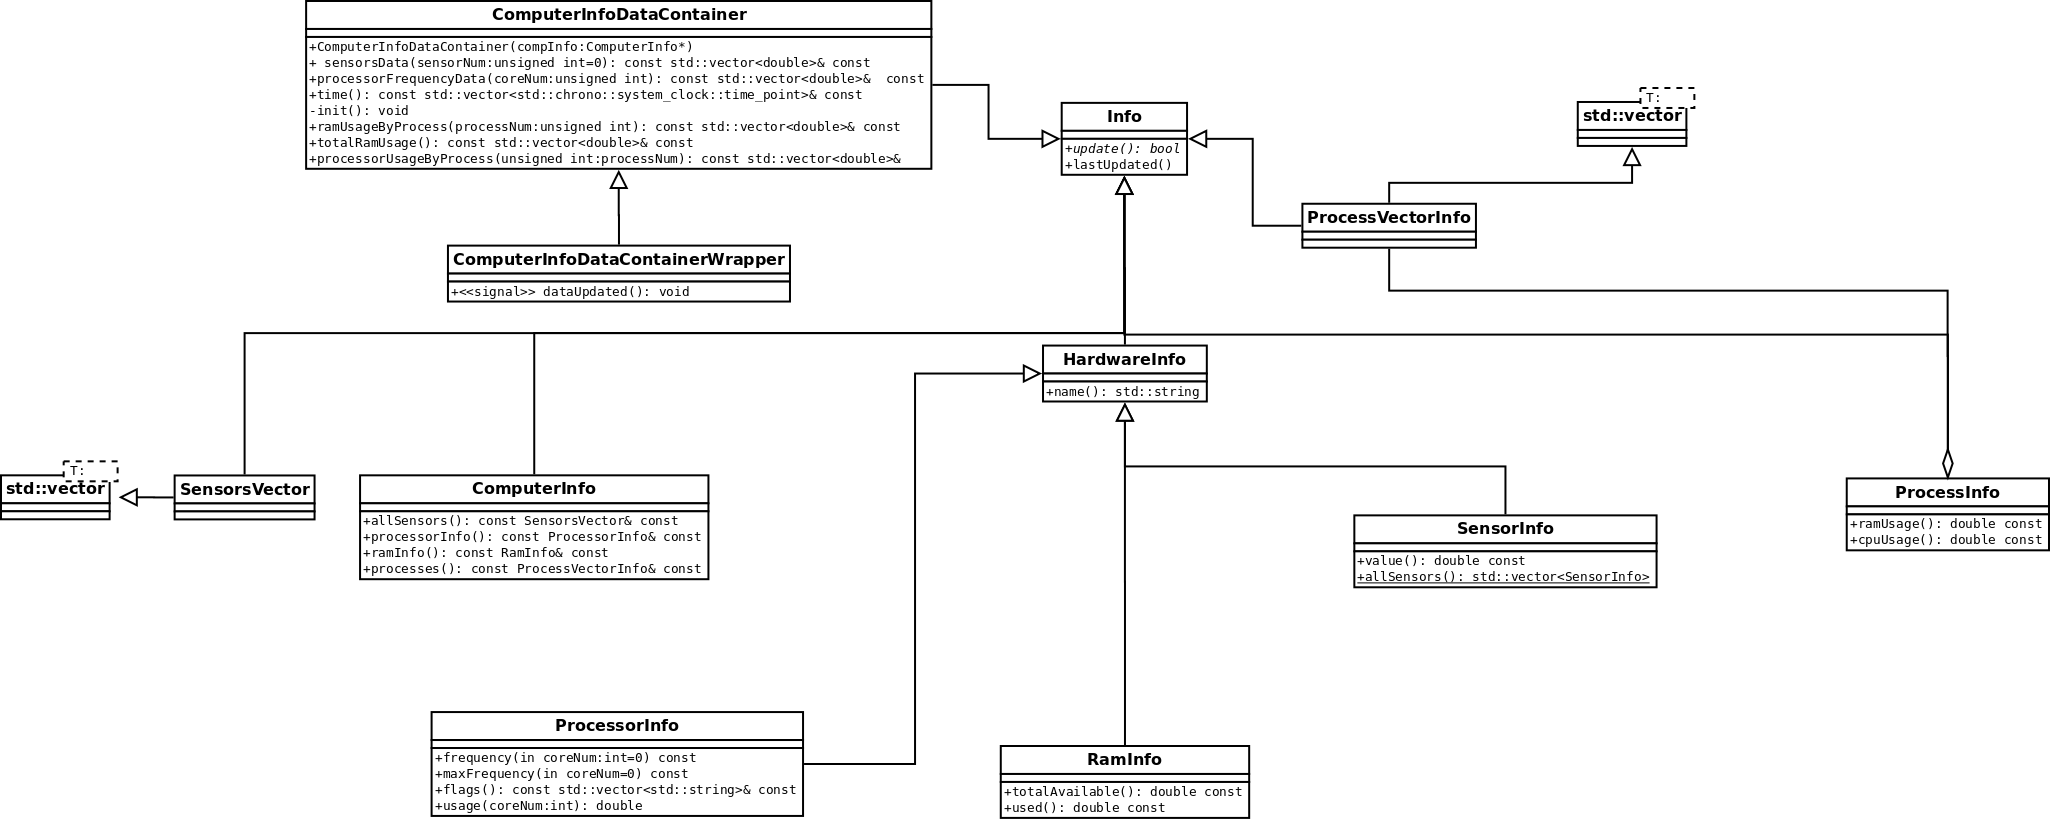 ComputerInfoDataContainer
+ComputerInfoDataContainer(compInfo:ComputerInfo*)
+ sensorsData(sensorNum:unsigned int=0): const std::vector<double>& const
+processorFrequencyData(coreNum:unsigned int): const std::vector<double>&  const
+time(): const std::vector<std::chrono::system_clock::time_point>& const
-init(): void
+ramUsageByProcess(processNum:unsigned int): const std::vector<double>& const
+totalRamUsage(): const std::vector<double>& const
+processorUsageByProcess(unsigned int:processNum): const std::vector<double>&
Info
+update(): bool
+lastUpdated()
T:
std::vector
ProcessVectorInfo
ComputerInfoDataContainerWrapper
+<<signal>> dataUpdated(): void
HardwareInfo
+name(): std::string
T:
std::vector
SensorsVector
ComputerInfo
+allSensors(): const SensorsVector& const
+processorInfo(): const ProcessorInfo& const
+ramInfo(): const RamInfo& const
+processes(): const ProcessVectorInfo& const
SensorInfo
+value(): double const
+allSensors(): std::vector<SensorInfo>
ProcessInfo
+ramUsage(): double const
+cpuUsage(): double const
ProcessorInfo
+frequency(in coreNum:int=0) const
+maxFrequency(in coreNum=0) const
+flags(): const std::vector<std::string>& const
+usage(coreNum:int): double
RamInfo
+totalAvailable(): double const
+used(): double const